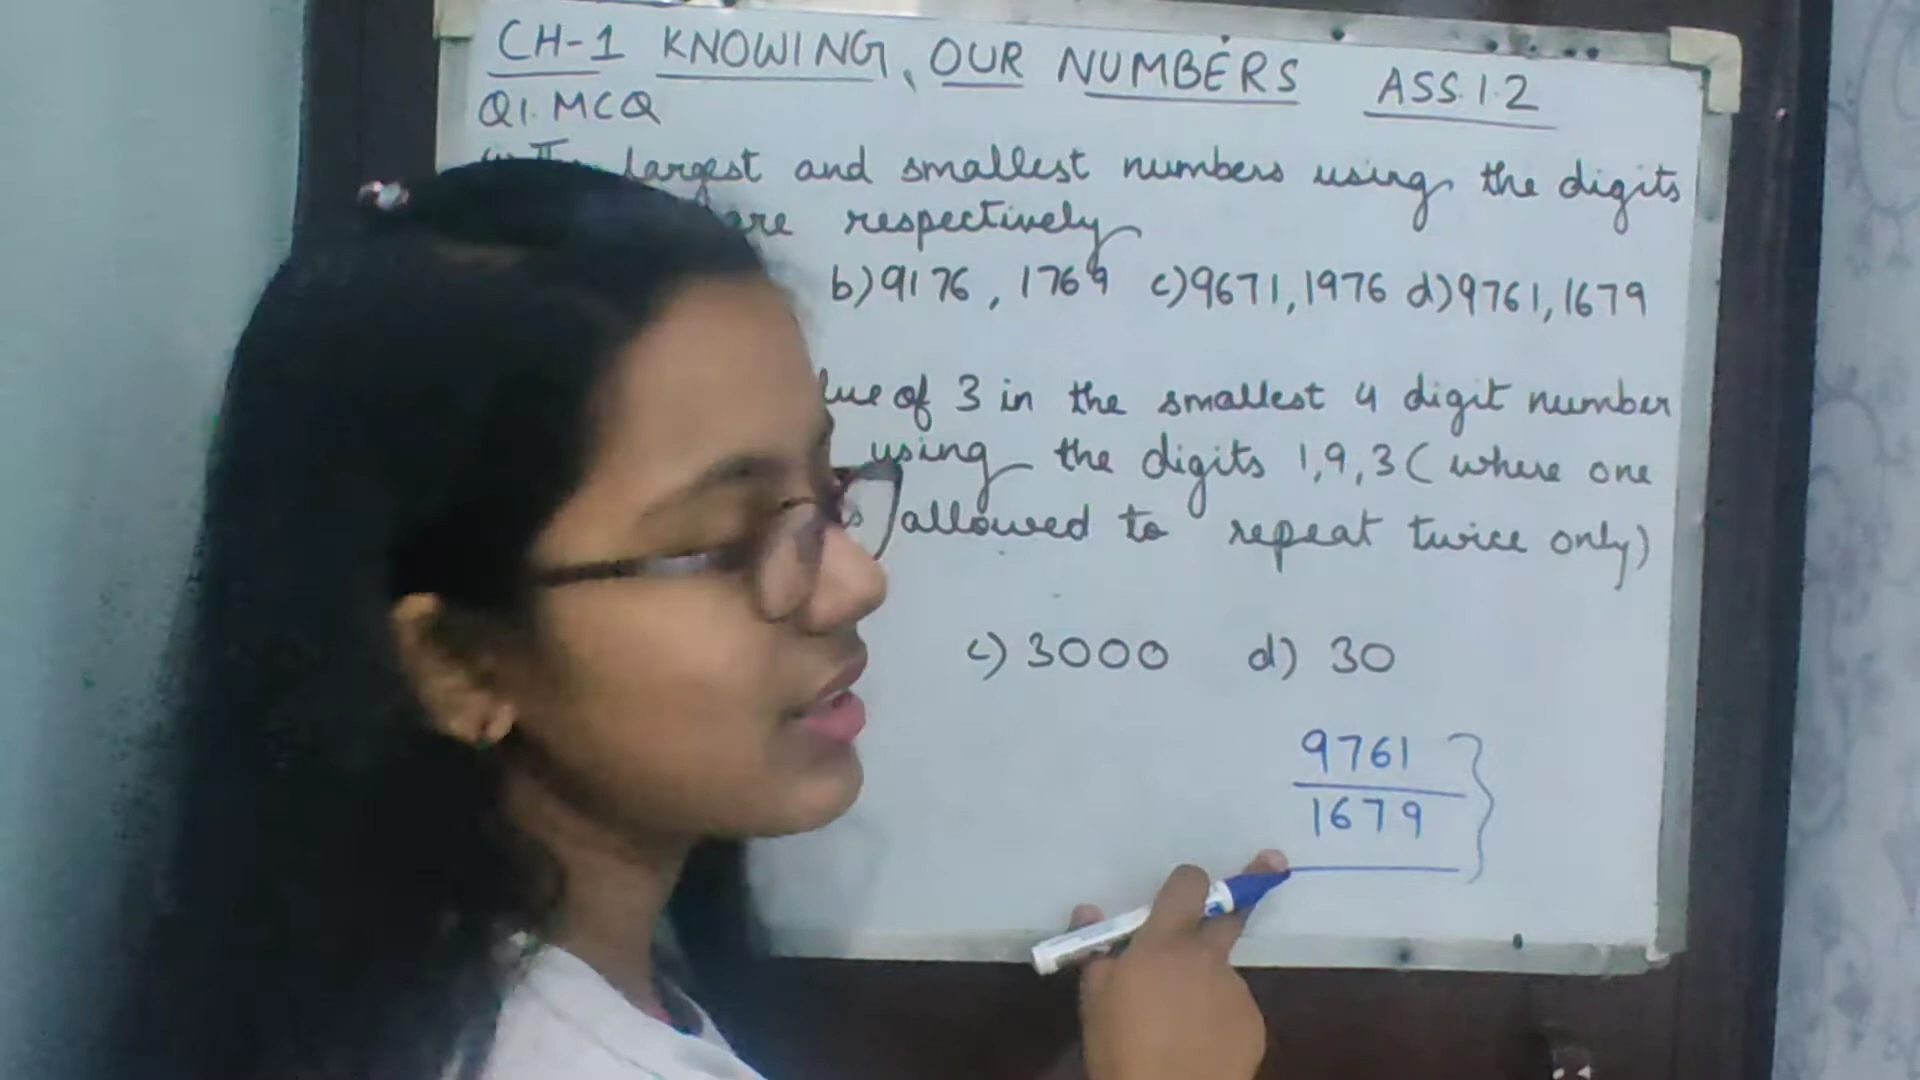 CH-1 KNOWING OUR NUMBERS ASS.1.2
Q1. MCQ
largest and smallest numbers using the digits
are respectively
b) 9176, 1769 c) 9671, 1976 d) 9761, 1679
of 3 in the smallest 4 digit number
using the digits 1,9,3 ( where one
allowed to repeat twice only)
c) 3000 d) 30
9761
1679